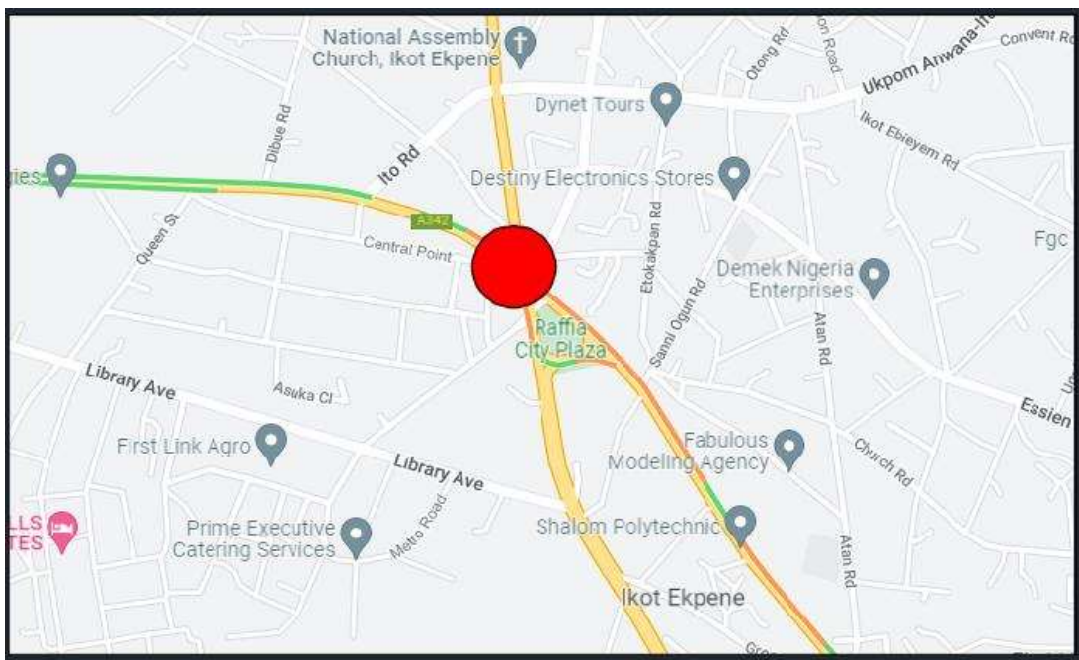 National Assembly
Church, Ikot Ekpene
Otong Rd
Convent Rd
Ukpom Anwana-
Dynet Tours
Dibue Rd
Ito Rd
Ikot Ebieyem Rd
Destiny Electronics Stores
A342
Queen St
Central Point
Etokakpan Rd
Fgc
Demek Nigeria
Enterprises
Sanni Ogun Rd
Atan Rd
Raffia
City Plaza
Library Ave
Asuka Cl
Essien
First Link Agro
Fabulous
Modeling Agency
Church Rd
Library Ave
LLS
TES
Prime Executive
Catering Services
Metro Road
Shalom Polytechnic
Atan Rd
Ikot Ekpene